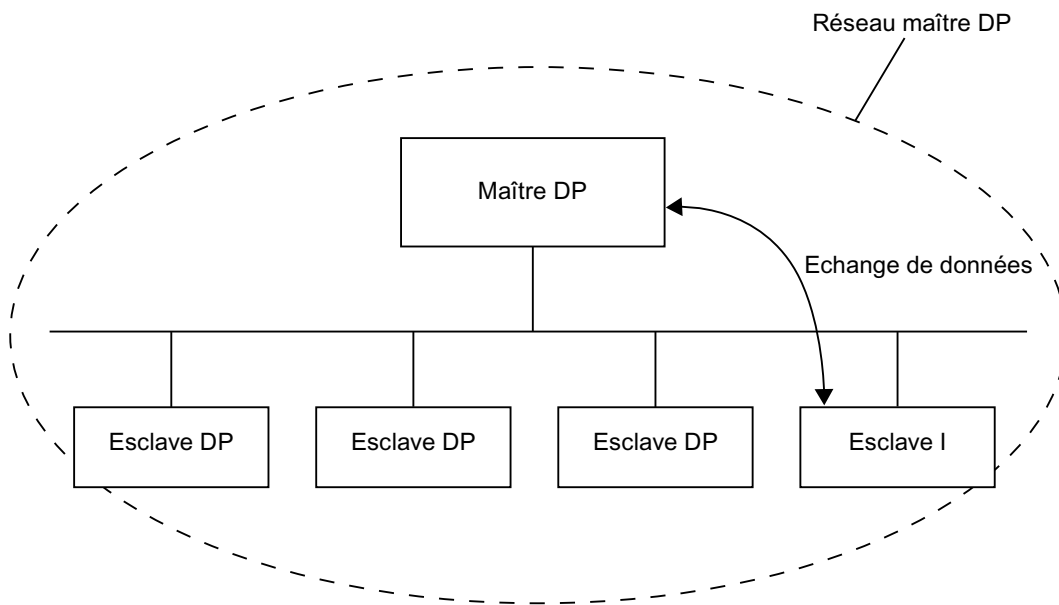 Réseau maître DP
Maître DP
Echange de données
Esclave DP
Esclave DP
Esclave DP
Esclave I